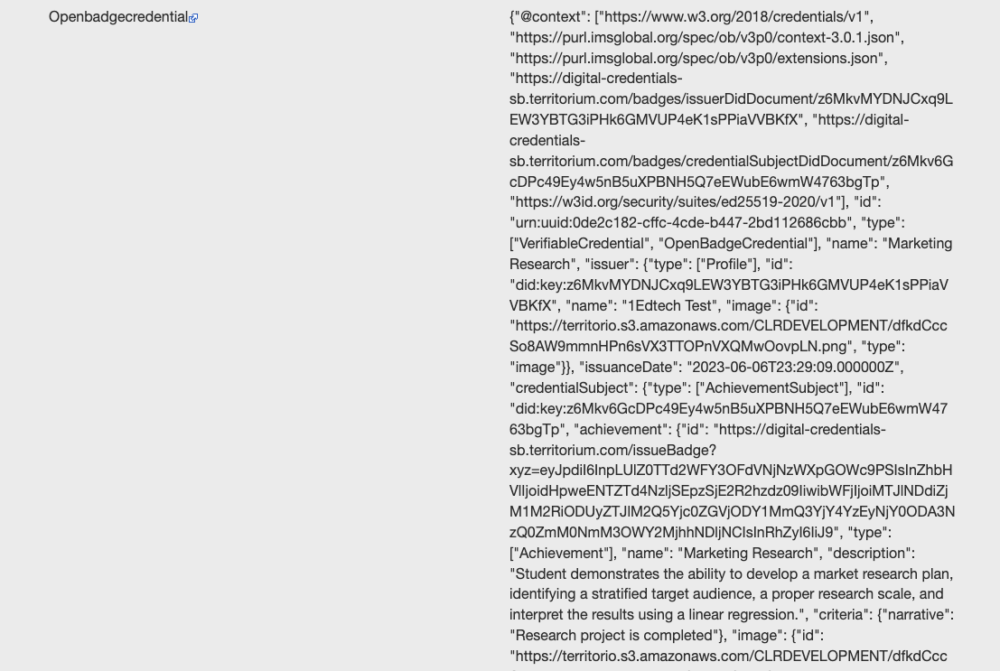 Openbadgecredential
{"@context": ["https://www.w3.org/2018/credentials/v1",
"https://purl.imsglobal.org/spec/ob/v3p0/context-3.0.1.json",
"https://purl.imsglobal.org/spec/ob/v3p0/extensions.json",
"https://digital-credentials-
sb.territorium.com/badges/issuerDidDocument/z6MkvMYDNJCxq9L
EW3YBTG3iPHk6GMVUP4eK1sPPiaVVBKfX", "https://digital-
credentials-
sb.territorium.com/badges/credentialSubjectDidDocument/z6Mkv6G
cDPc49Ey4w5nB5uXPBNH5Q7eEWubE6wmW4763bgTp",
"https://w3id.org/security/suites/ed25519-2020/v1"], "id":
"urn:uuid:0de2c182-cffc-4cde-b447-2bd112686cbb", "type":
["VerifiableCredential", "OpenBadgeCredential"], "name": "Marketing
Research", "issuer": {"type": ["Profile"], "id":
"did:key:z6MkvMYDNJCxq9LEW3YBTG3iPHk6GMVUP4eK1sPPiaV
VBKfX", "name": "1Edtech Test", "image": {"id":
"https://territorio.s3.amazonaws.com/CLRDEVELOPMENT/dfkdCcc
So8AW9mmnHPn6sVX3TTOPnVXQMwOovpLN.png", "type":
"image"}}, "issuanceDate": "2023-06-06T23:29:09.000000Z",
"credentialSubject": {"type": ["AchievementSubject"], "id":
"did:key:z6Mkv6GcDPc49Ey4w5nB5uXPBNH5Q7eEWubE6wmW47
63bgTp", "achievement": {"id": "https://digital-credentials-
sb.territorium.com/issueBadge?
xyz=eyJpdiI6InpLUlZ0TTd2WFY3OFdVNjNzWXpGOWc9PSIsInZhbH
VlIjoidHpweENTZTd4NzljSEpzSjE2R2hzdz09IiwibWFjIjoiMTJlNDdiZj
M1M2RiODUyZTJlM2Q5Yjc0ZGVjODY1MmQ3YjY4YzEyNjY0ODA3N
zQ0ZmM0NmM3OWY2MjhhNDljNCIsInRhZyI6IiJ9", "type":
["Achievement"], "name": "Marketing Research", "description":
"Student demonstrates the ability to develop a market research plan,
identifying a stratified target audience, a proper research scale, and
interpret the results using a linear regression.", "criteria": {"narrative":
"Research project is completed"}, "image": {"id":
"https://territorio.s3.amazonaws.com/CLRDEVELOPMENT/dfkdCcc